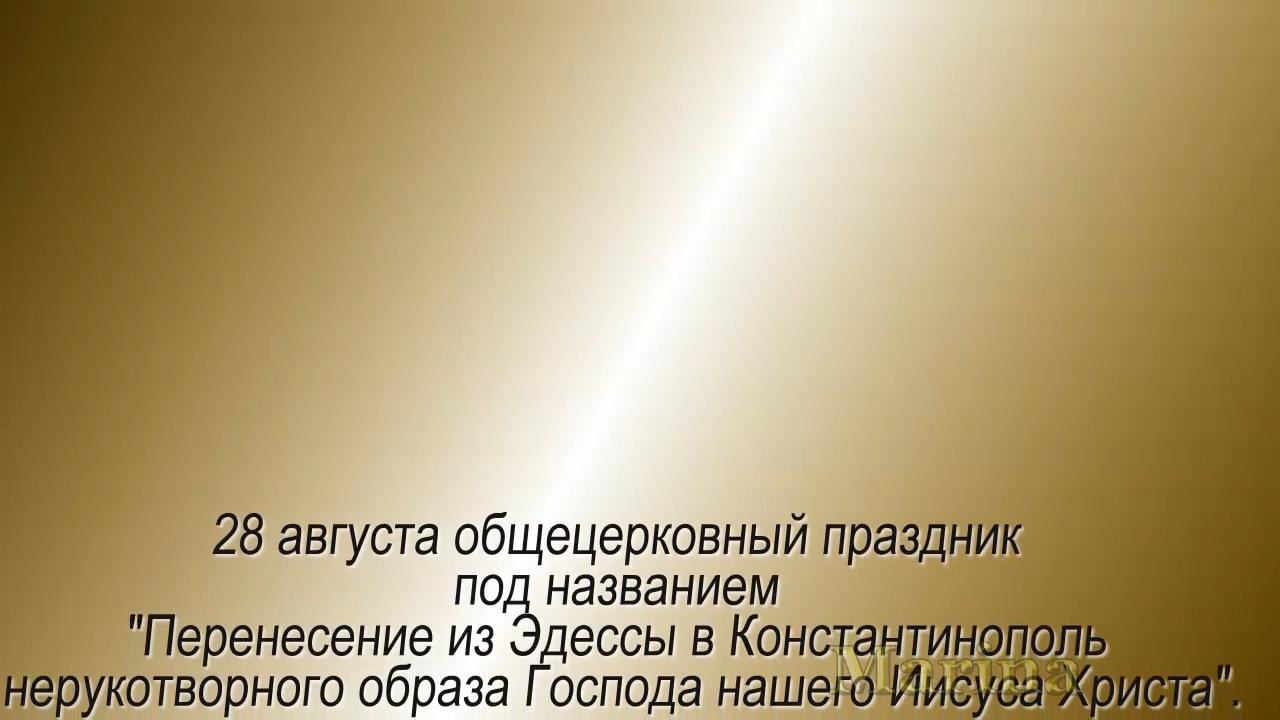 28 августа общецерковный праздник
под названием
"Перенесение из Эдессы в Константинополь
нерукотворного образа Господа нашего Иисуса Христа".
Marina